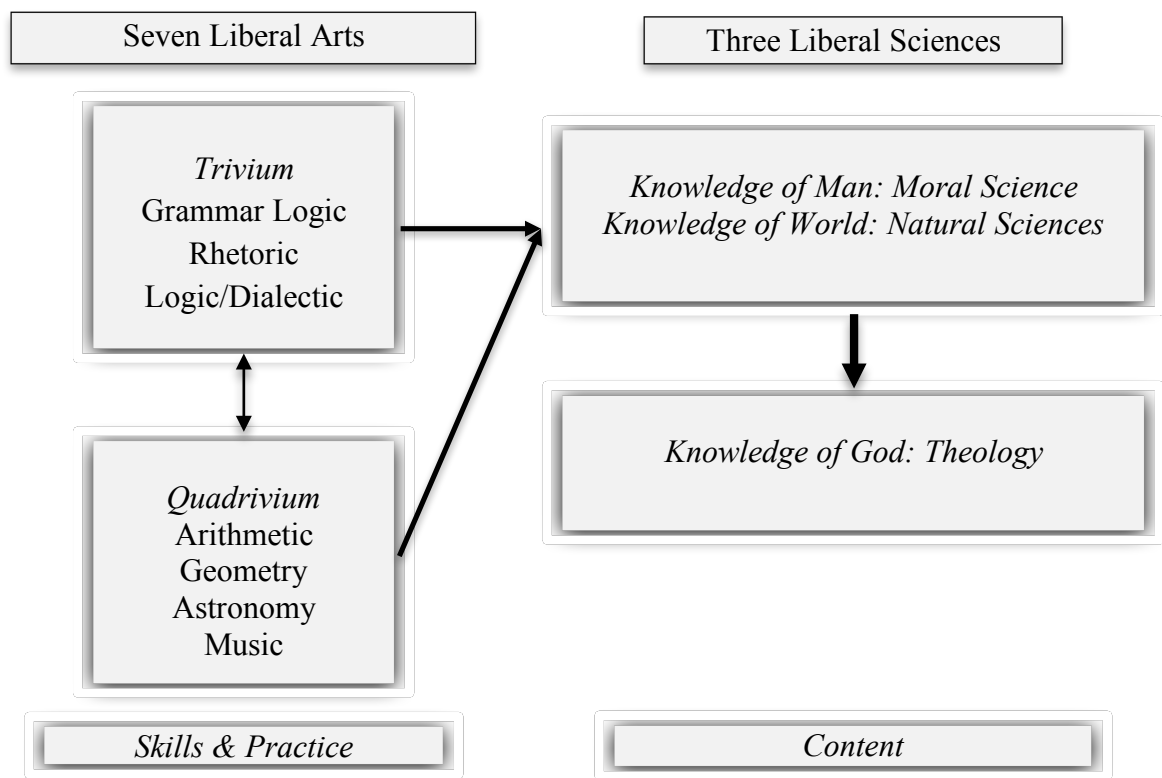 Seven Liberal Arts
Three Liberal Sciences
Trivium
Grammar Logic
Rhetoric
Logic/Dialectic
Knowledge of Man: Moral Science
Knowledge of World: Natural Sciences
Quadrivium
Arithmetic
Geometry
Astronomy
Music
Knowledge of God: Theology
Skills & Practice
Content